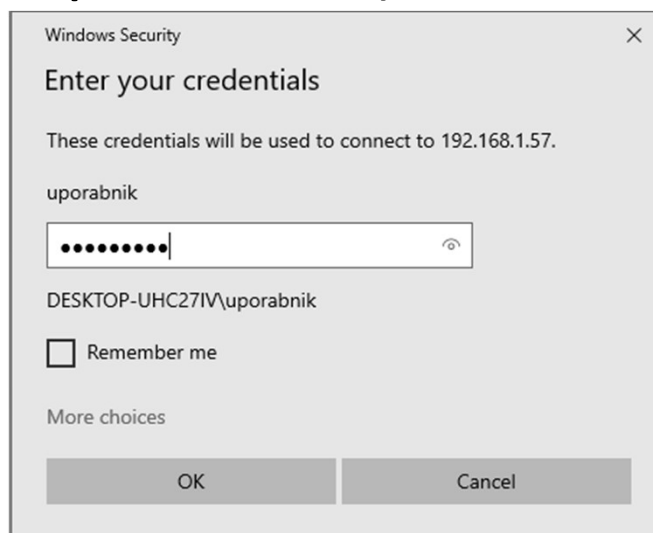 Windows Security
Enter your credentials
These credentials will be used to connect to 192.168.1.57.
uporabnik
●●●●●●●●●
DESKTOP-UHC27IV\uporabnik
Remember me
More choices
OK
Cancel